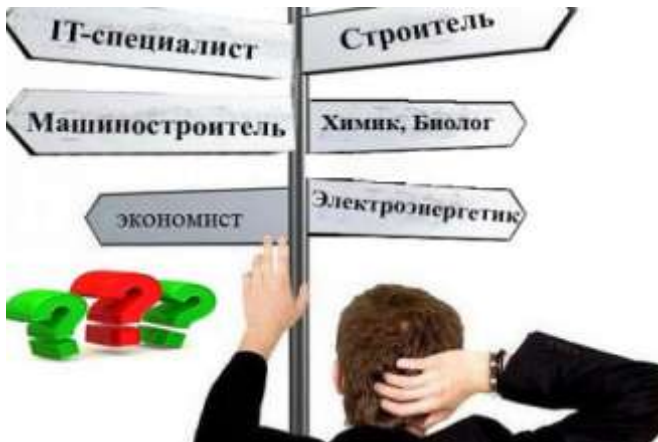 IT-специалист
Строитель
Машиностроитель
Химик, Биолог
экономист
Электроэнергетик